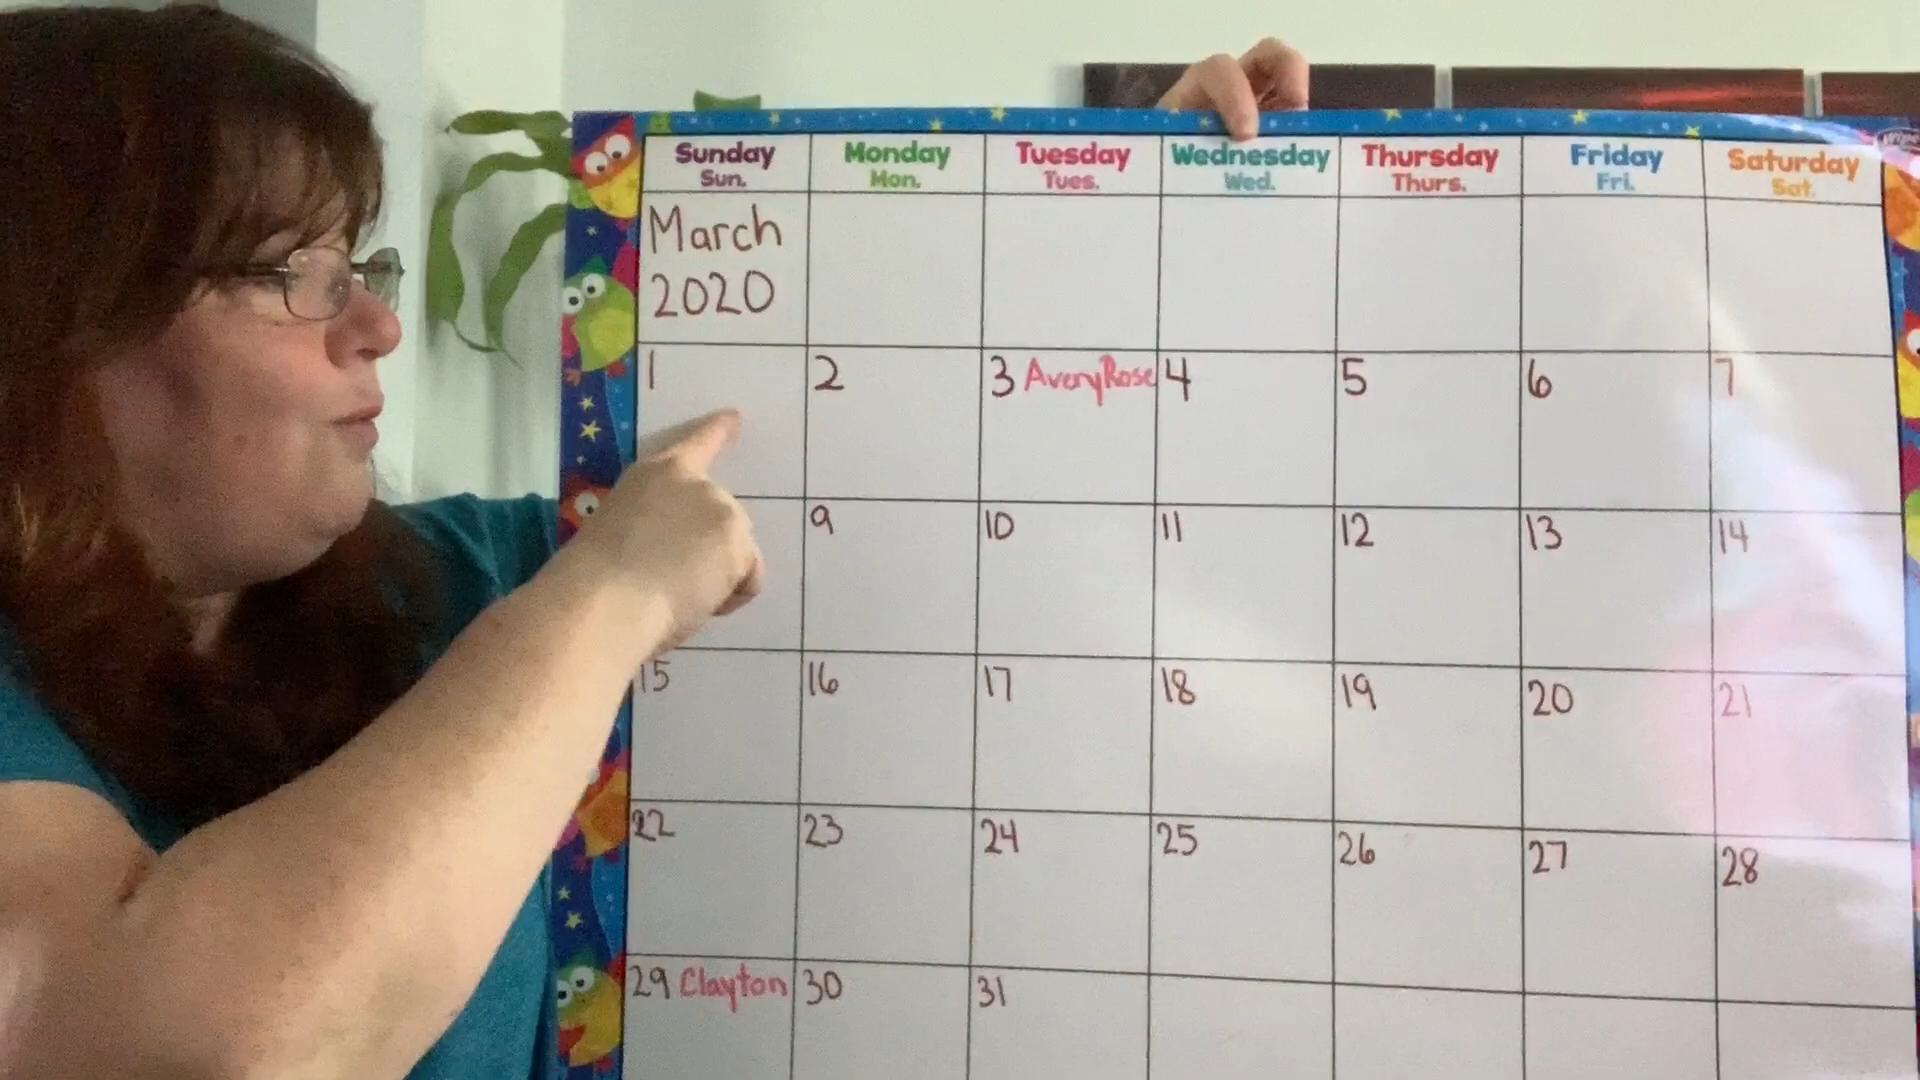 Sunday Monday Tuesday Wednesday Thursday Friday Saturday
Sun. Mon. Tues. Wed. Thurs. Fri. Sat.
March
2020
1 2 3 AveryRose 4 5 6 7
9 10 11 12 13 14
15 16 17 18 19 20 21
22 23 24 25 26 27 28
29 Clayton 30 31